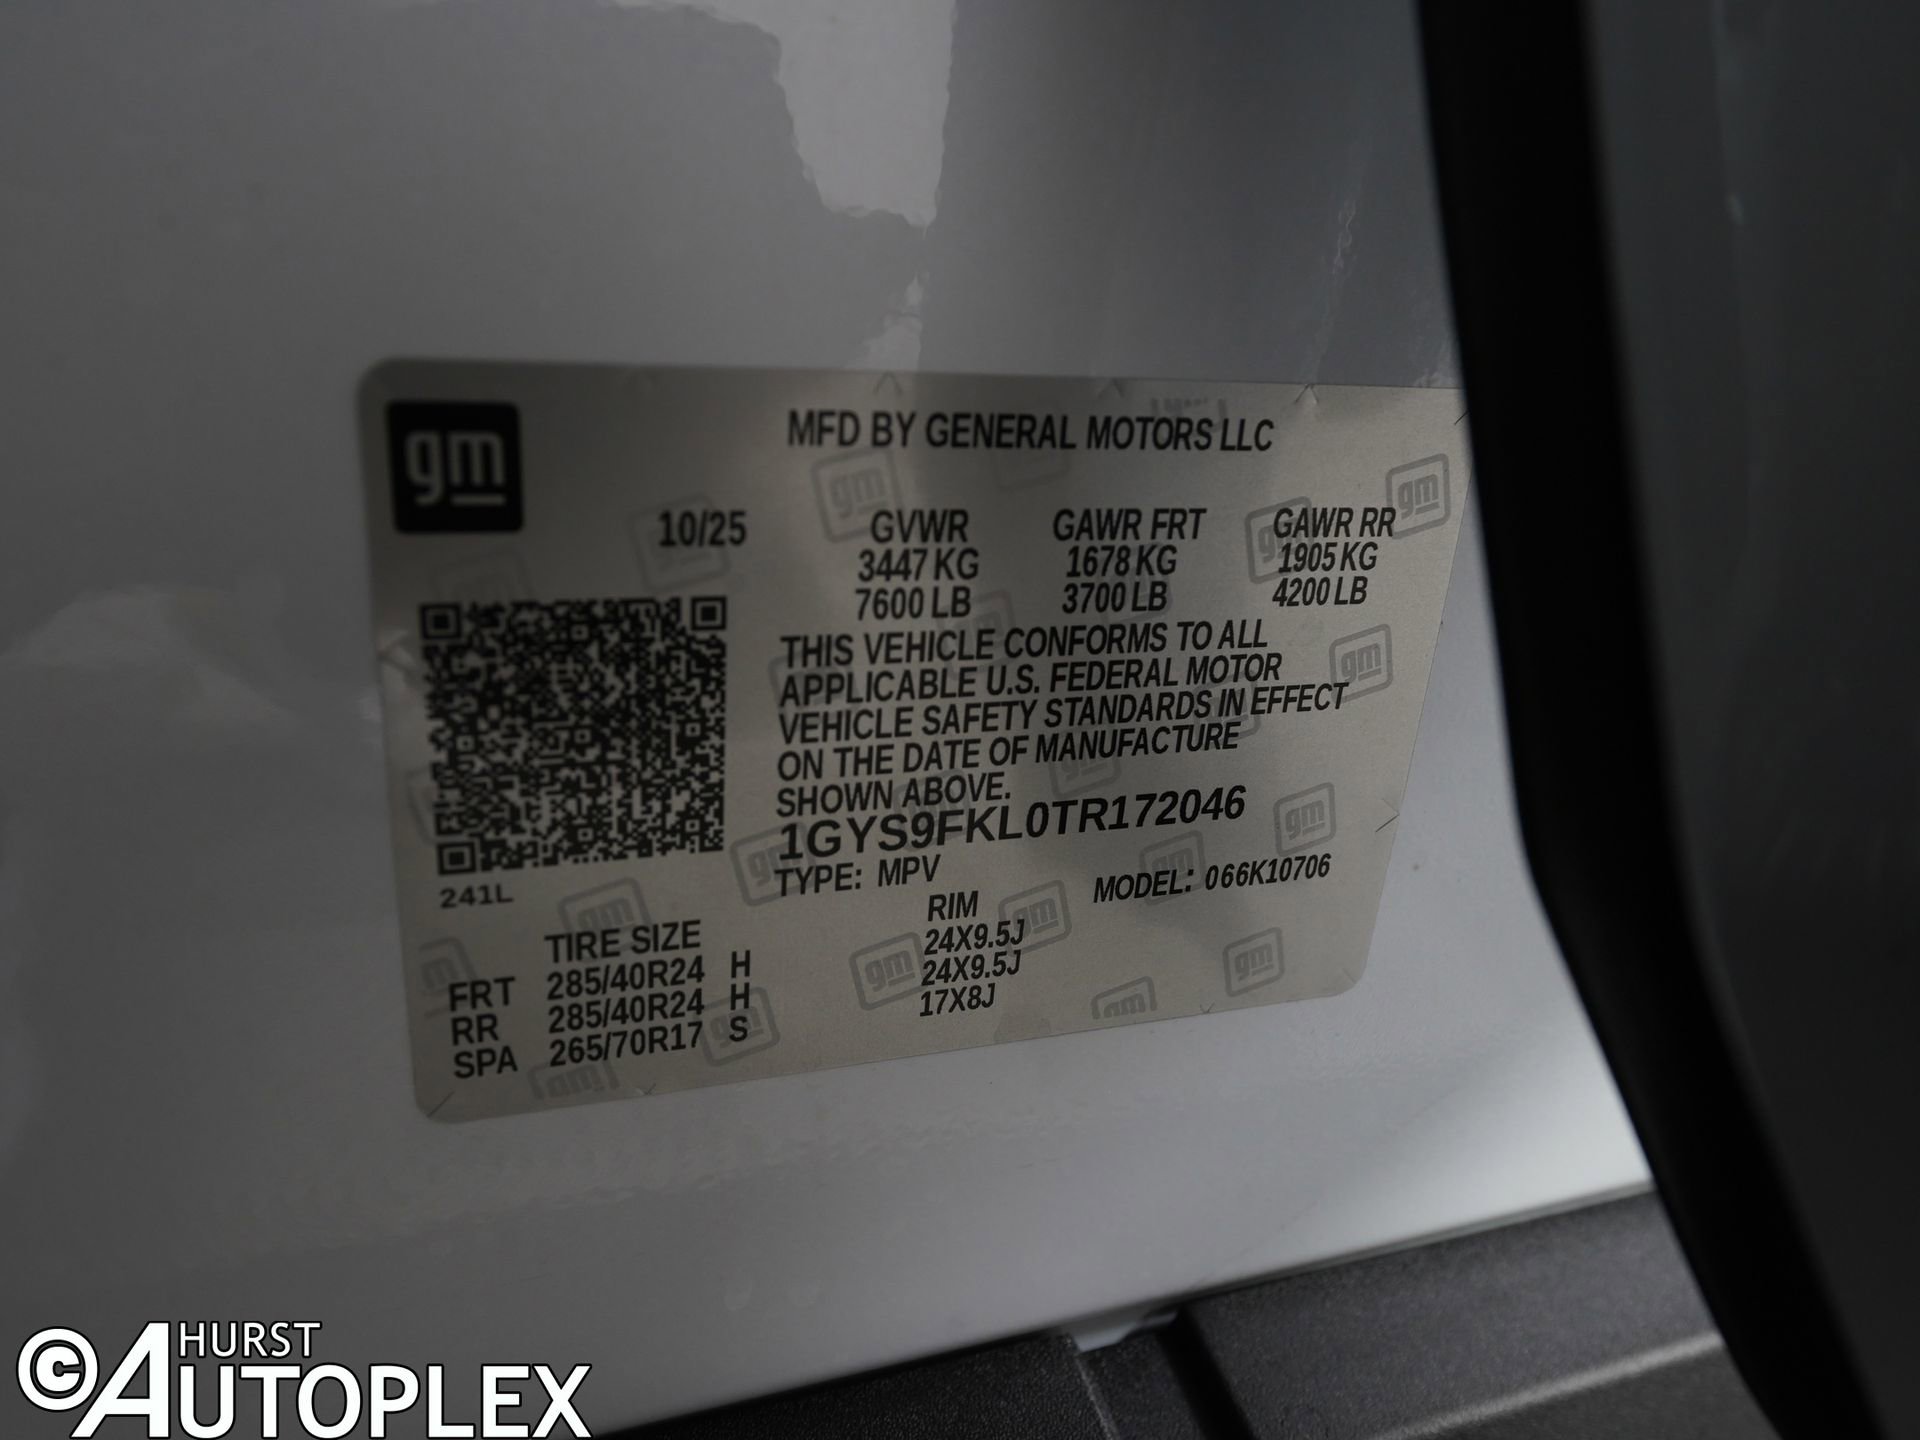 gm
MFD BY GENERAL MOTORS LLC
10/25
GVWR GAWR FRT GAWR RR
3447 KG 1678 KG 1905 KG
7600 LB 3700 LB 4200 LB
THIS VEHICLE CONFORMS TO ALL
APPLICABLE U.S. FEDERAL MOTOR
VEHICLE SAFETY STANDARDS IN EFFECT
ON THE DATE OF MANUFACTURE
SHOWN ABOVE.
1GYS9FKL0TR172046
TYPE: MPV MODEL: 066K10706
241L
TIRE SIZE RIM
FRT 285/40R24 H 24X9.5J
RR 285/40R24 H 24X9.5J
SPA 265/70R17 S 17X8J
© HURST
AUTOPLEX